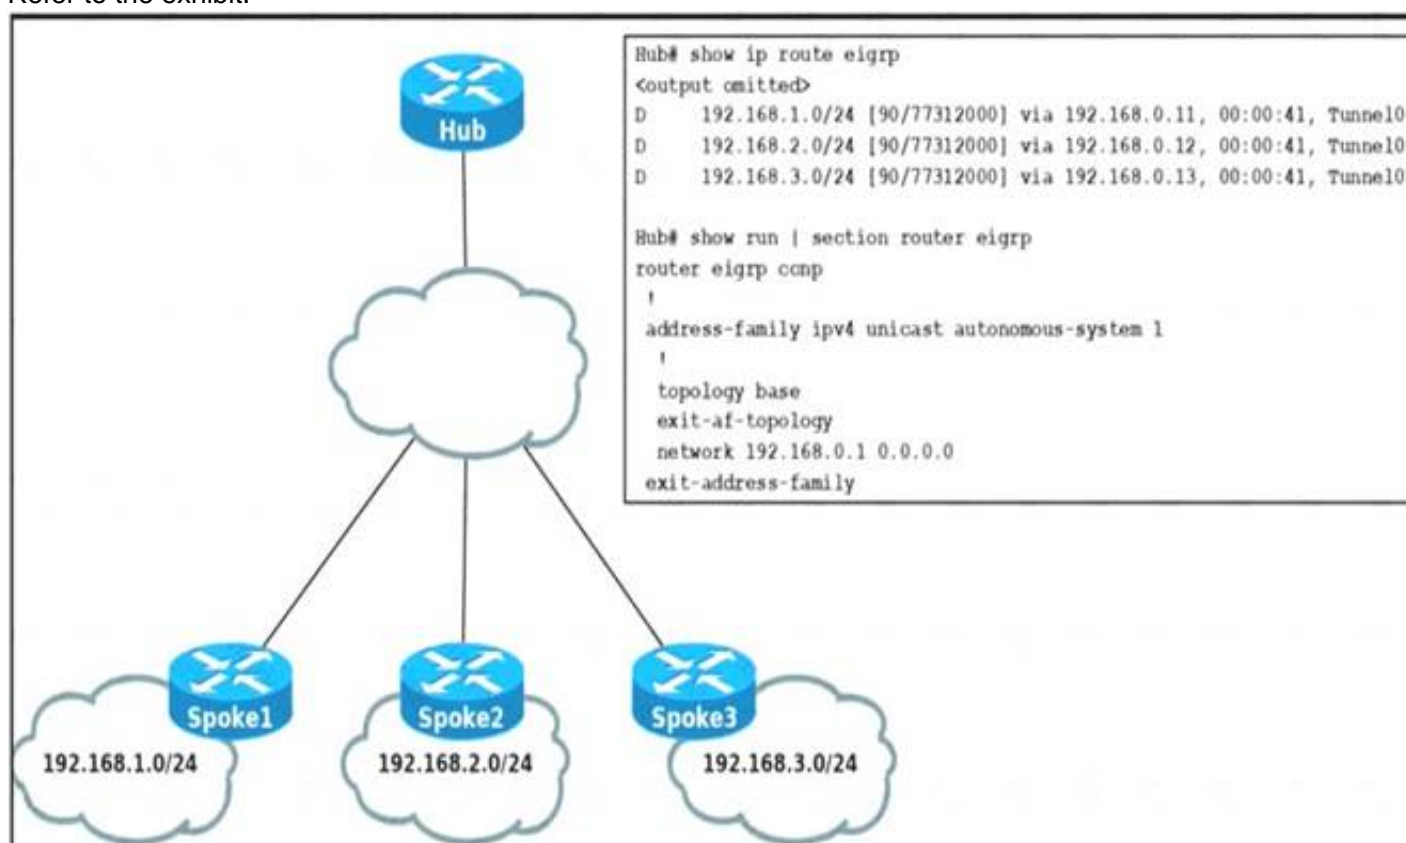 Refer to the exhibit.
Hub# show ip route eigrp
<output omitted>
D 192.168.1.0/24 [90/77312000] via 192.168.0.11, 00:00:41, Tunnel0
D 192.168.2.0/24 [90/77312000] via 192.168.0.12, 00:00:41, Tunnel0
D 192.168.3.0/24 [90/77312000] via 192.168.0.13, 00:00:41, Tunnel0
Hub# show run | section router eigrp
router eigrp ccnp
!
address-family ipv4 unicast autonomous-system 1
!
topology base
exit-af-topology
network 192.168.0.1 0.0.0.0
exit-address-family
Hub
Spoke1
Spoke2
Spoke3
192.168.1.0/24
192.168.2.0/24
192.168.3.0/24